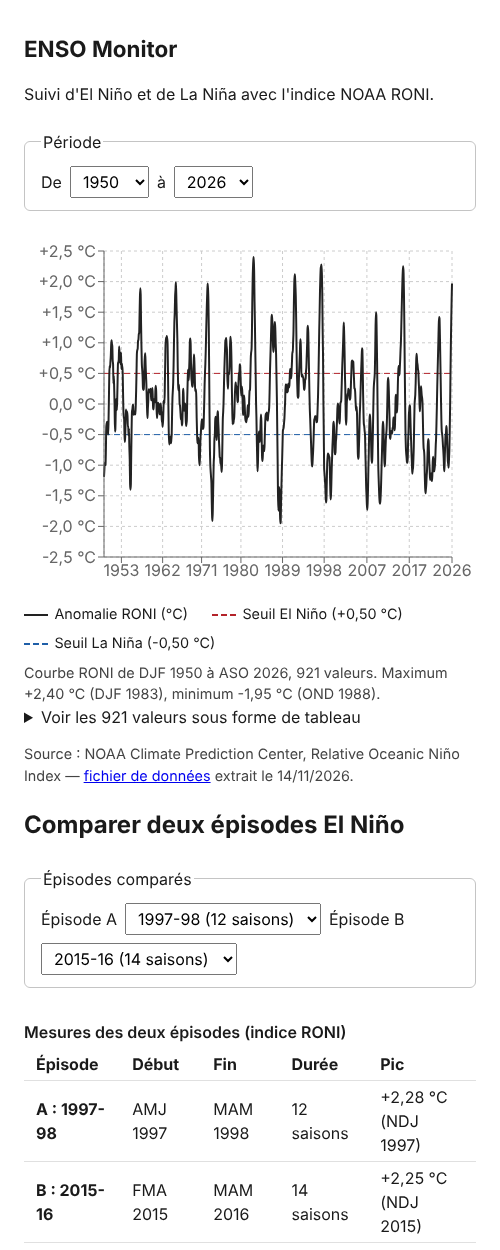 ENSO Monitor
Suivi d'El Niño et de La Niña avec l'indice NOAA RONI.
Période
De 1950 à 2026
+2,5 °C
+2,0 °C
+1,5 °C
+1,0 °C
+0,5 °C
0,0 °C
-0,5 °C
-1,0 °C
-1,5 °C
-2,0 °C
-2,5 °C
1953 1962 1971 1980 1989 1998 2007 2017 2026
Anomalie RONI (°C) Seuil El Niño (+0,50 °C)
Seuil La Niña (-0,50 °C)
Courbe RONI de DJF 1950 à ASO 2026, 921 valeurs. Maximum
+2,40 °C (DJF 1983), minimum -1,95 °C (OND 1988).
Voir les 921 valeurs sous forme de tableau
Source : NOAA Climate Prediction Center, Relative Oceanic Niño
Index — fichier de données extrait le 14/11/2026.
Comparer deux épisodes El Niño
Épisodes comparés
Épisode A 1997-98 (12 saisons) Épisode B
2015-16 (14 saisons)
Mesures des deux épisodes (indice RONI)
Épisode Début Fin Durée Pic
A : 1997-98 AMJ 1997 MAM 1998 12 saisons +2,28 °C (NDJ 1997)
B : 2015-16 FMA 2015 MAM 2016 14 saisons +2,25 °C (NDJ 2015)